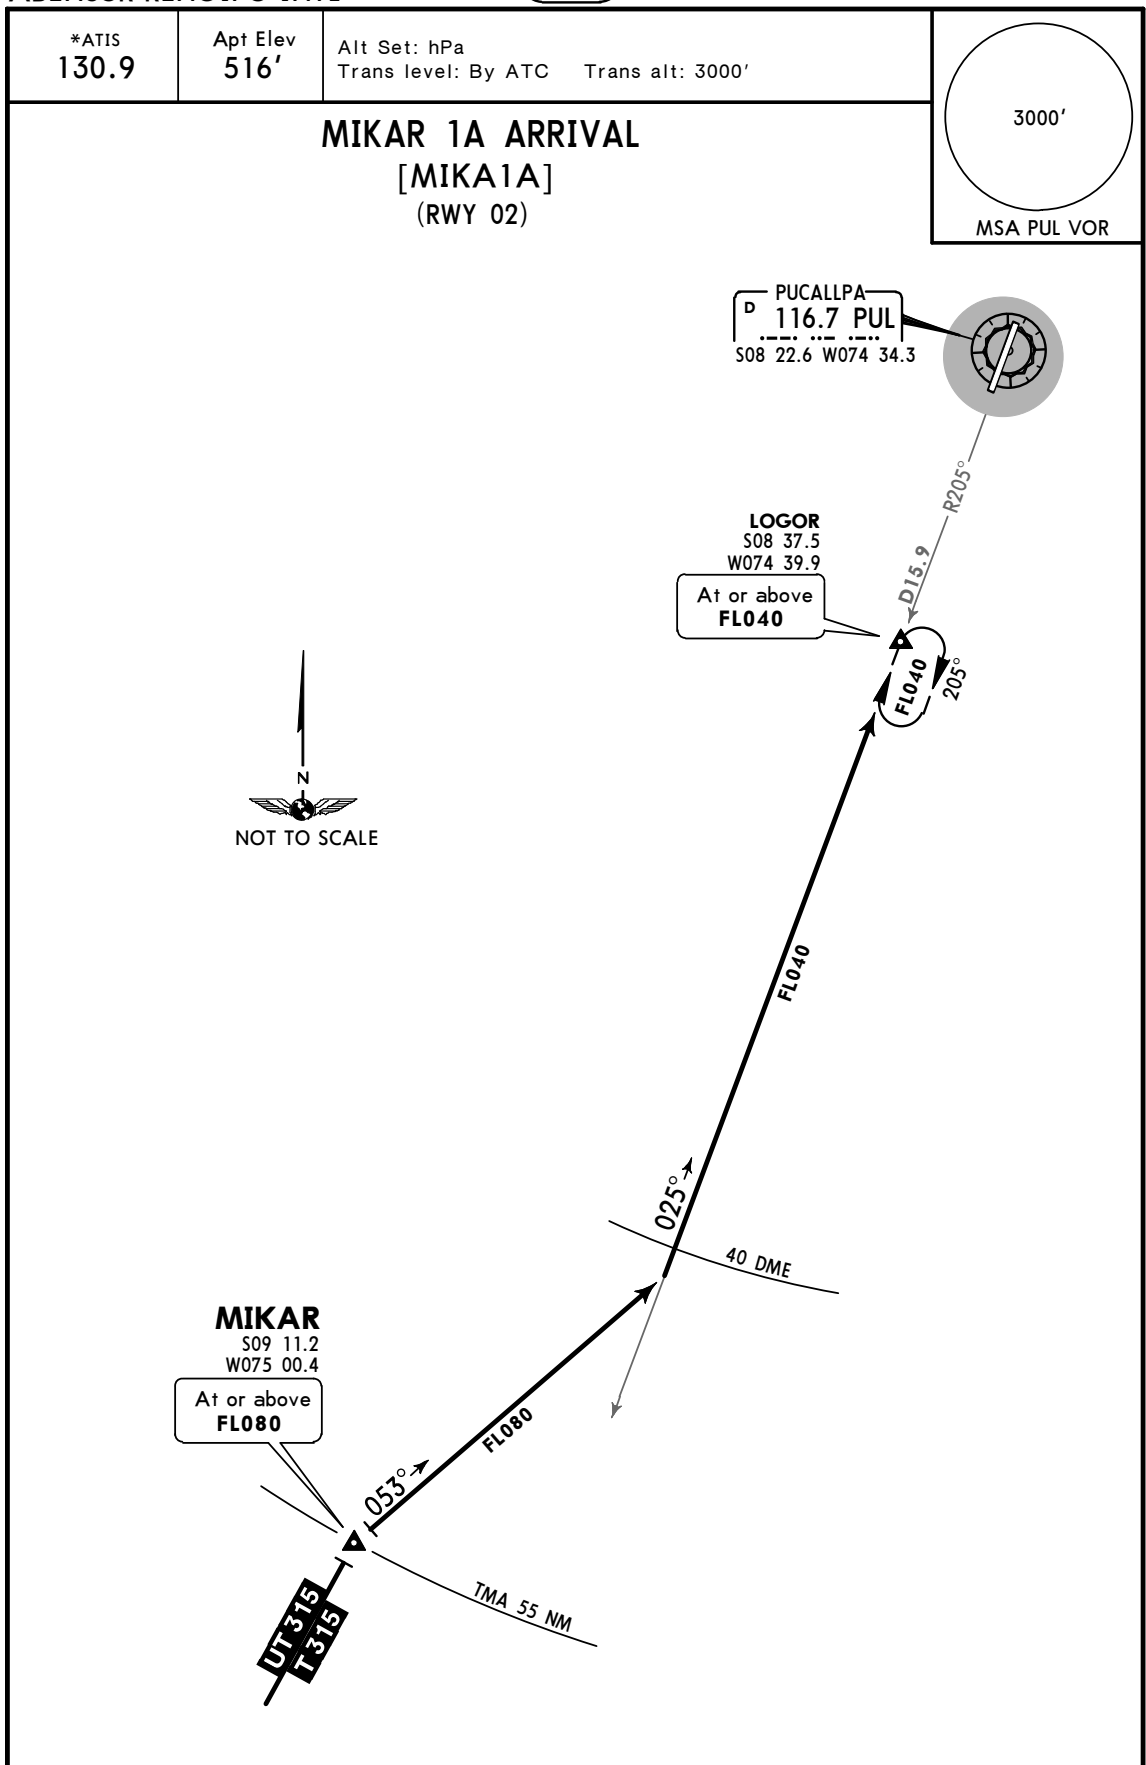 *ATIS
130.9
Apt Elev
516'
Alt Set: hPa
Trans level: By ATC Trans alt: 3000'
3000'
MSA PUL VOR
MIKAR 1A ARRIVAL
[MIKA1A]
(RWY 02)
PUCALLPA
D 116.7 PUL
S08 22.6 W074 34.3
R205°
D15.9
LOGOR
S08 37.5
W074 39.9
At or above
FL040
FL040
205°
N
NOT TO SCALE
FL040
025°
40 DME
MIKAR
S09 11.2
W075 00.4
At or above
FL080
FL080
053°
TMA 55 NM
UT315
T315